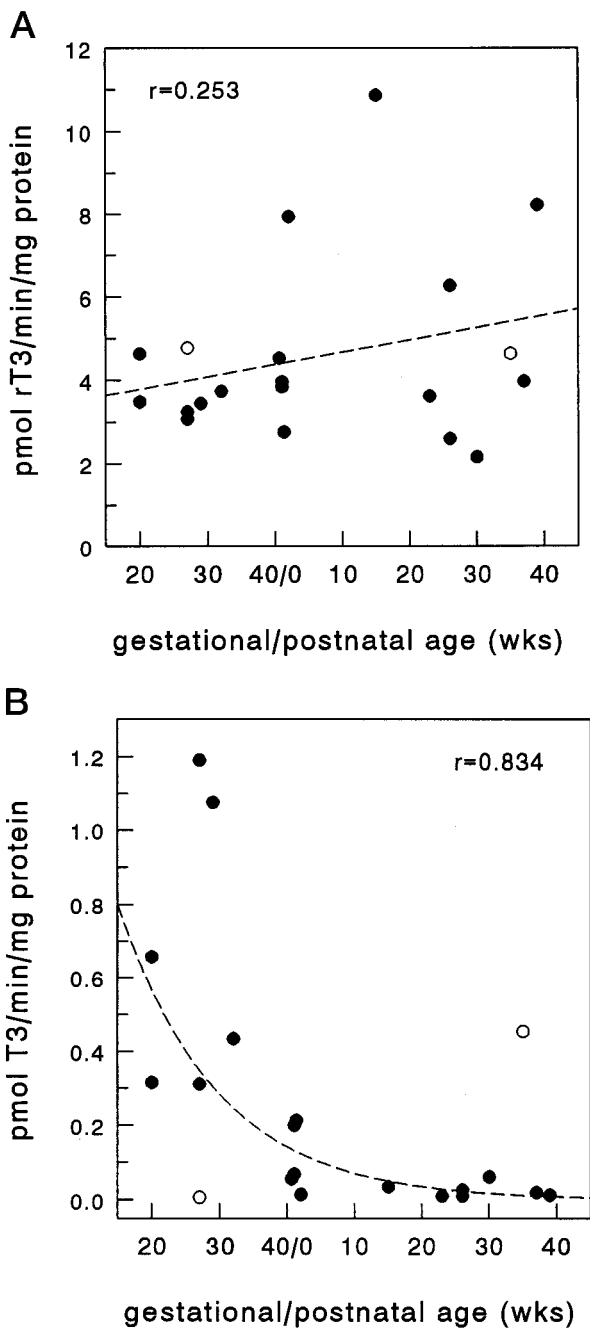 A
r=0.253
pmol rT3/min/mg protein
12
10
8
6
4
2
0
20 30 40/0 10 20 30 40
gestational/postnatal age (wks)
B
r=0.834
pmol T3/min/mg protein
1.2
1.0
0.8
0.6
0.4
0.2
0.0
20 30 40/0 10 20 30 40
gestational/postnatal age (wks)